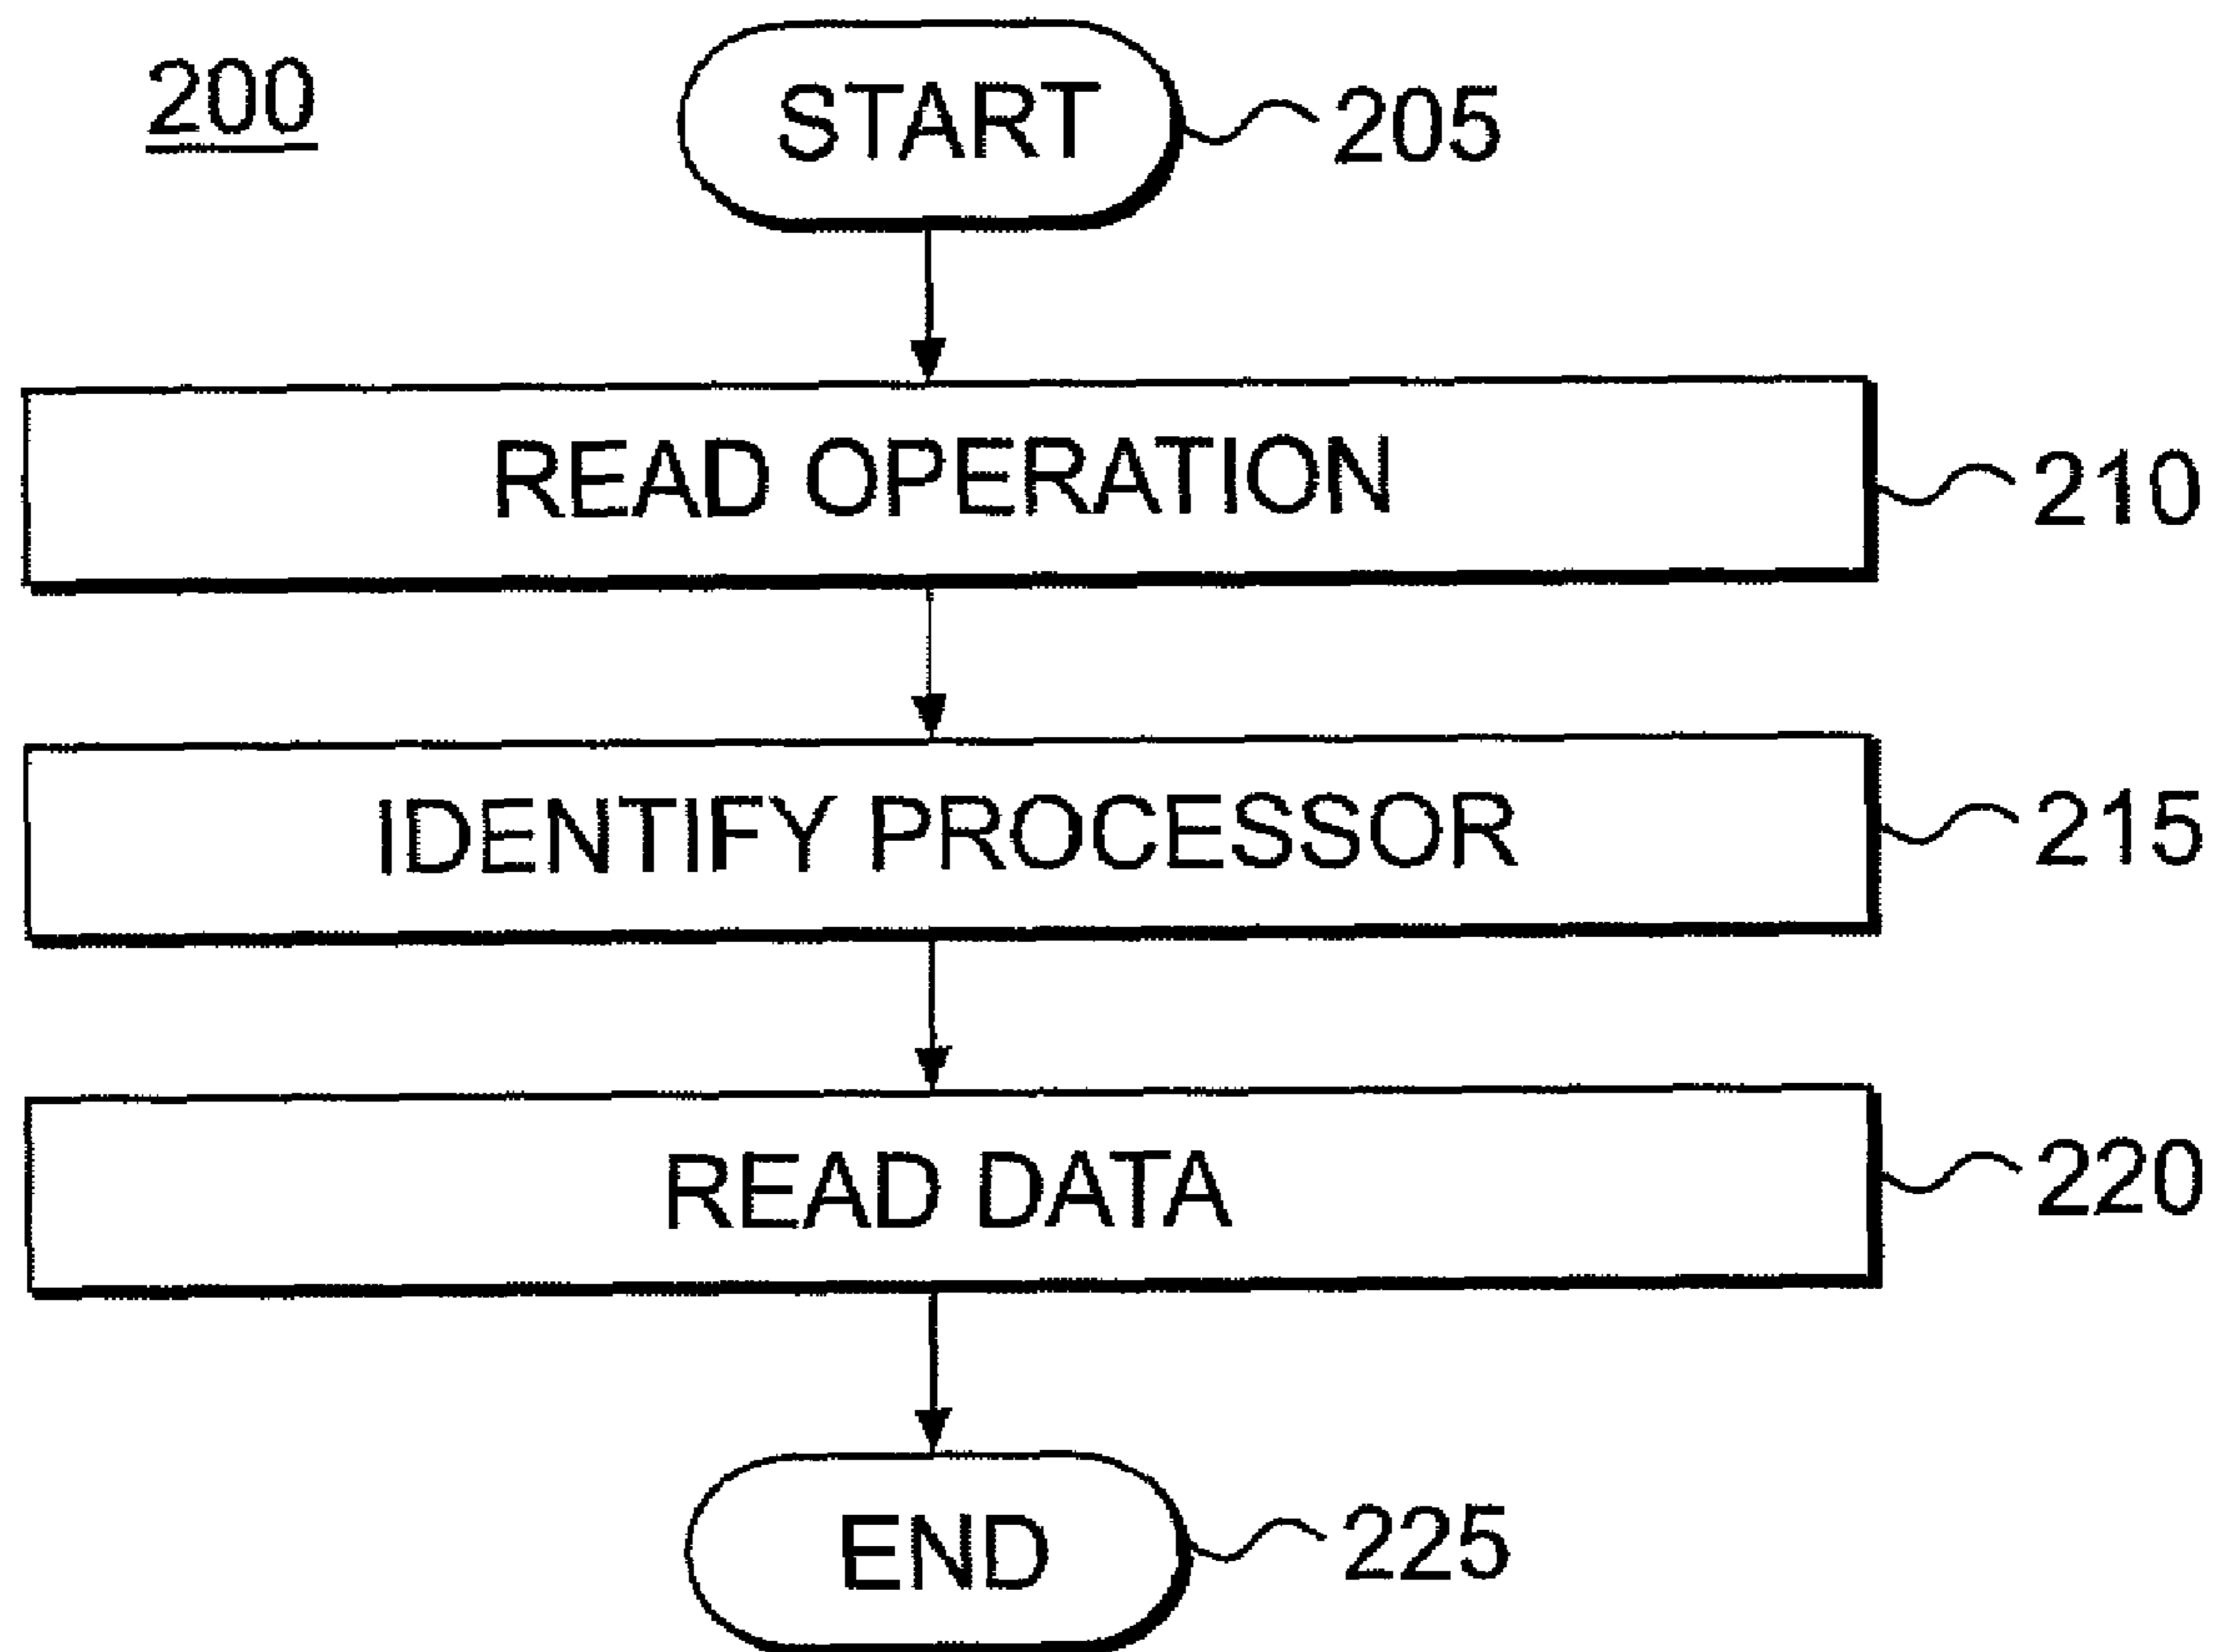 200
START 205
READ OPERATION 210
IDENTIFY PROCESSOR 215
READ DATA 220
END 225